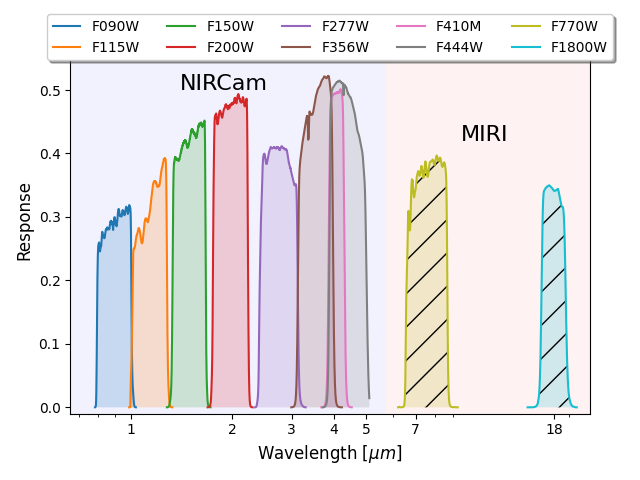 F090W F150W F277W F410M F770W
F115W F200W F356W F444W F1800W
NIRCam
MIRI
0.5
0.4
0.3
0.2
0.1
0.0
Response
1 2 3 4 5 7 18
Wavelength [μm]